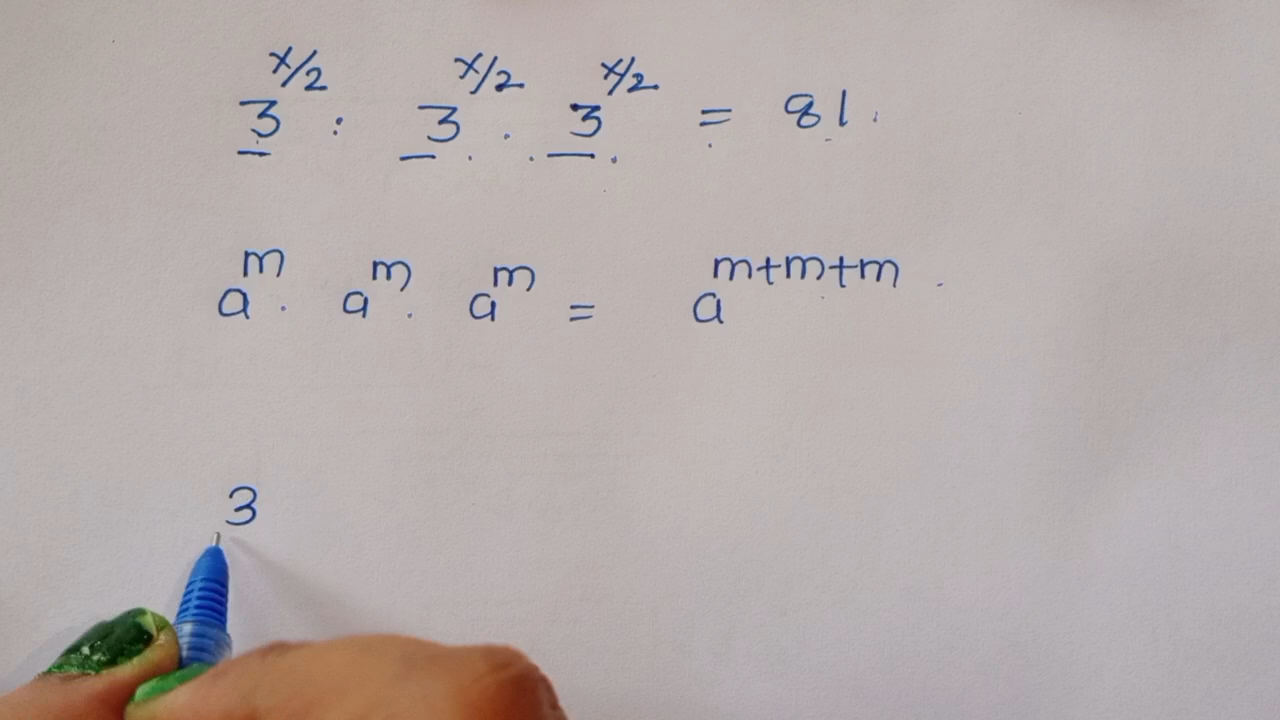 3^{x/2} . 3^{x/2} . 3^{x/2} = 81.
a^m . a^m . a^m = a^{m+m+m} .
3